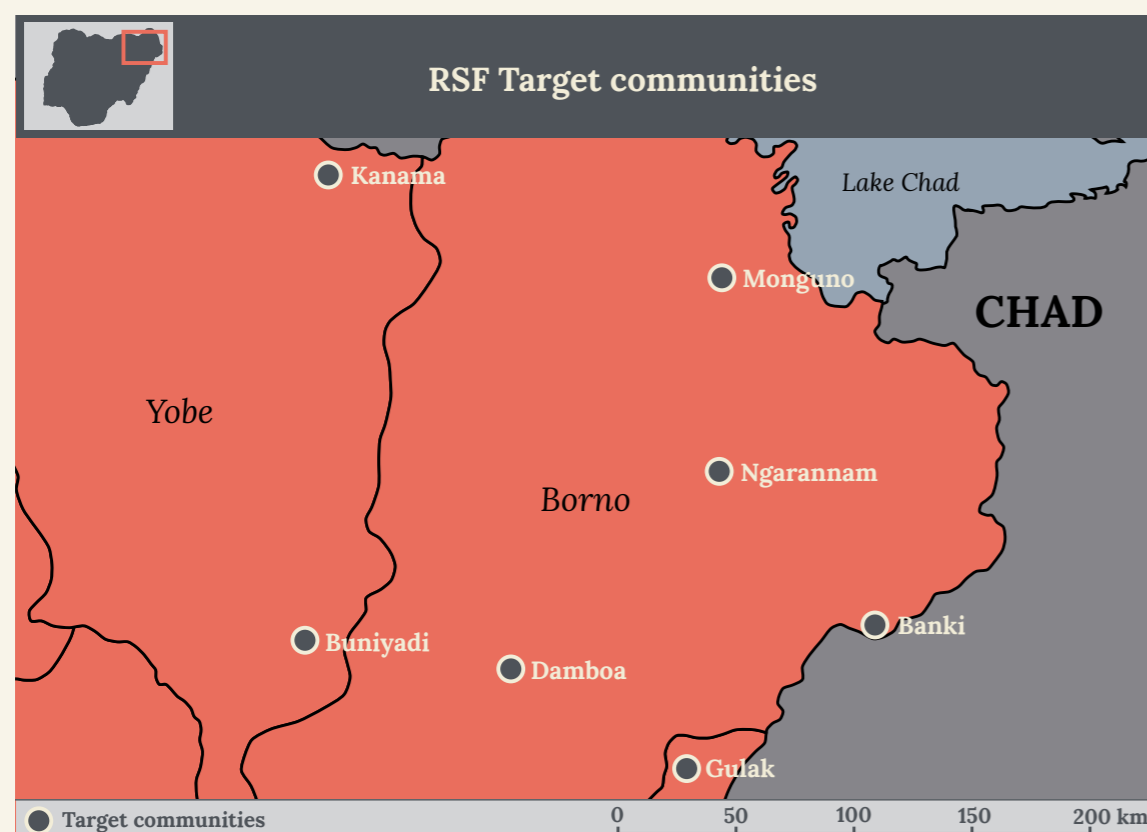 RSF Target communities
Kanama
Lake Chad
Monguno
CHAD
Yobe
Ngarannam
Borno
Banki
Buniyadi
Damboa
Gulak
Target communities
0 50 100 150 200 km